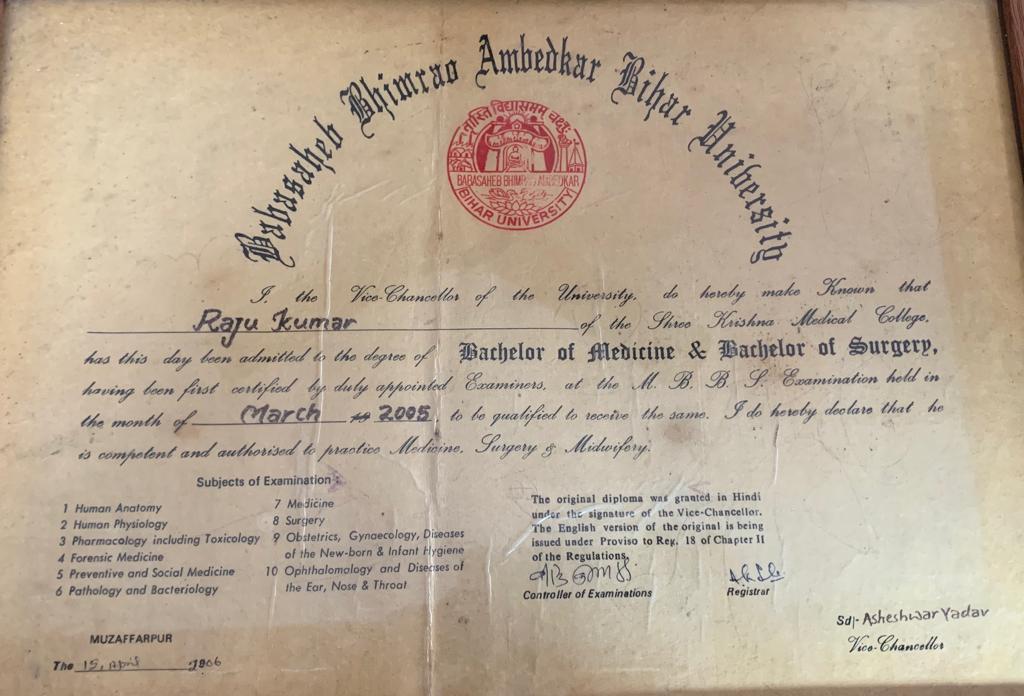 Babasaheb Bhimrao Ambedkar Bihar University
नास्ति विद्यासमम् चक्षुः
BABASAHEB BHIMRAO AMBEDKAR
BIHAR UNIVERSITY
I, the Vice-Chancellor of the University, do hereby make Known that
Raju kumar of the Shree Krishna Medical College,
has this day been admitted to the degree of Bachelor of Medicine & Bachelor of Surgery,
having been first certified by duly appointed Examiners, at the M. B. B. S. Examination held in
the month of March 19 2005, to be qualified to receive the same. I do hereby declare that he
is competent and authorised to practice Medicine, Surgery & Midwifery.
Subjects of Examination :
1 Human Anatomy
2 Human Physiology
3 Pharmacology including Toxicology
4 Forensic Medicine
5 Preventive and Social Medicine
6 Pathology and Bacteriology
7 Medicine
8 Surgery
9 Obstetrics, Gynaecology, Diseases
of the New-born & Infant Hygiene
10 Ophthalomalogy and Diseases of
the Ear, Nose & Throat
The original diploma was granted in Hindi
under the signature of the Vice-Chancellor.
The English version of the original is being
issued under Proviso to Reg. 18 of Chapter II
of the Regulations.
Controller of Examinations
Registrar
Sd/- Asheshwar Yadav
Vice-Chancellor
MUZAFFARPUR
The 15, April